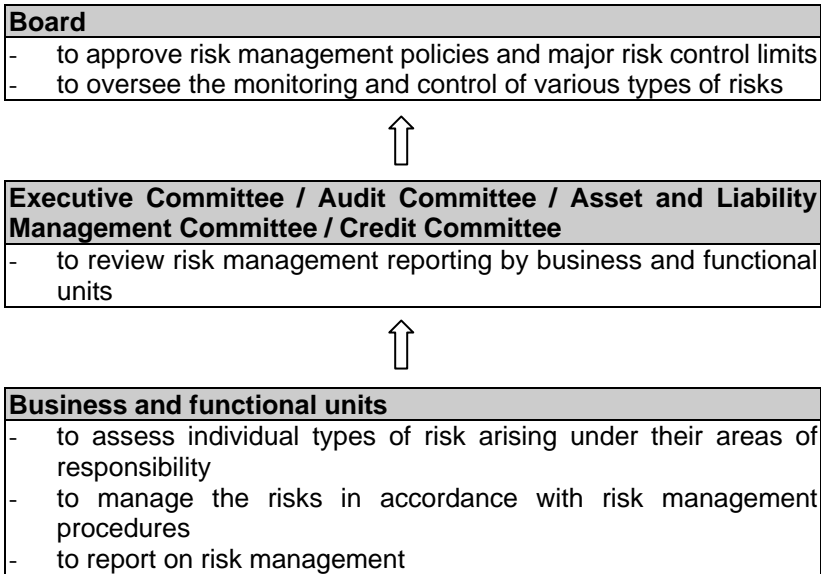 Board
- to approve risk management policies and major risk control limits
- to oversee the monitoring and control of various types of risks
Executive Committee / Audit Committee / Asset and Liability
Management Committee / Credit Committee
- to review risk management reporting by business and functional
units
Business and functional units
- to assess individual types of risk arising under their areas of
responsibility
- to manage the risks in accordance with risk management
procedures
- to report on risk management